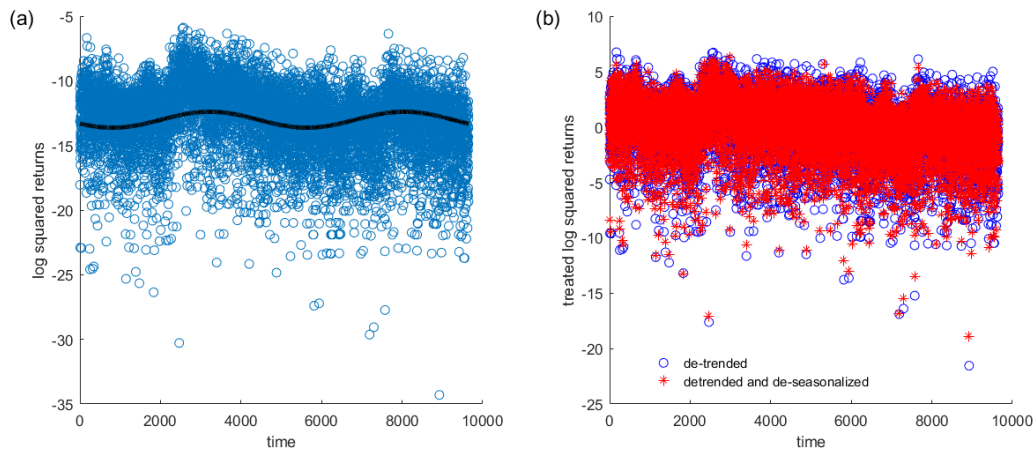 (a)
-5
-10
-15
-20
-25
-30
-35
log squared returns
0 2000 4000 6000 8000 10000
time
(b)
10
5
0
-5
-10
-15
-20
-25
treated log squared returns
de-trended
detrended and de-seasonalized
0 2000 4000 6000 8000 10000
time